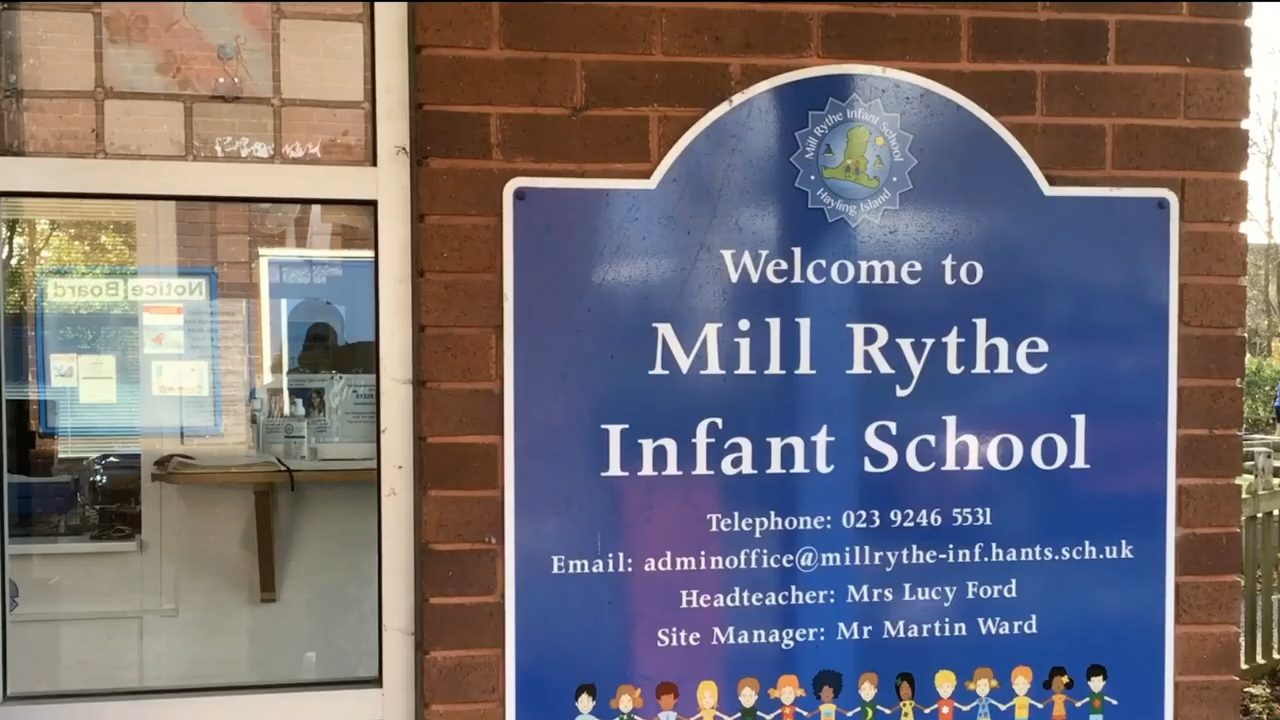 Mill Rythe Infant School
Hayling Island
Welcome to
Mill Rythe
Infant School
Telephone: 023 9246 5531
Email: adminoffice@millrythe-inf.hants.sch.uk
Headteacher: Mrs Lucy Ford
Site Manager: Mr Martin Ward
Notice Board